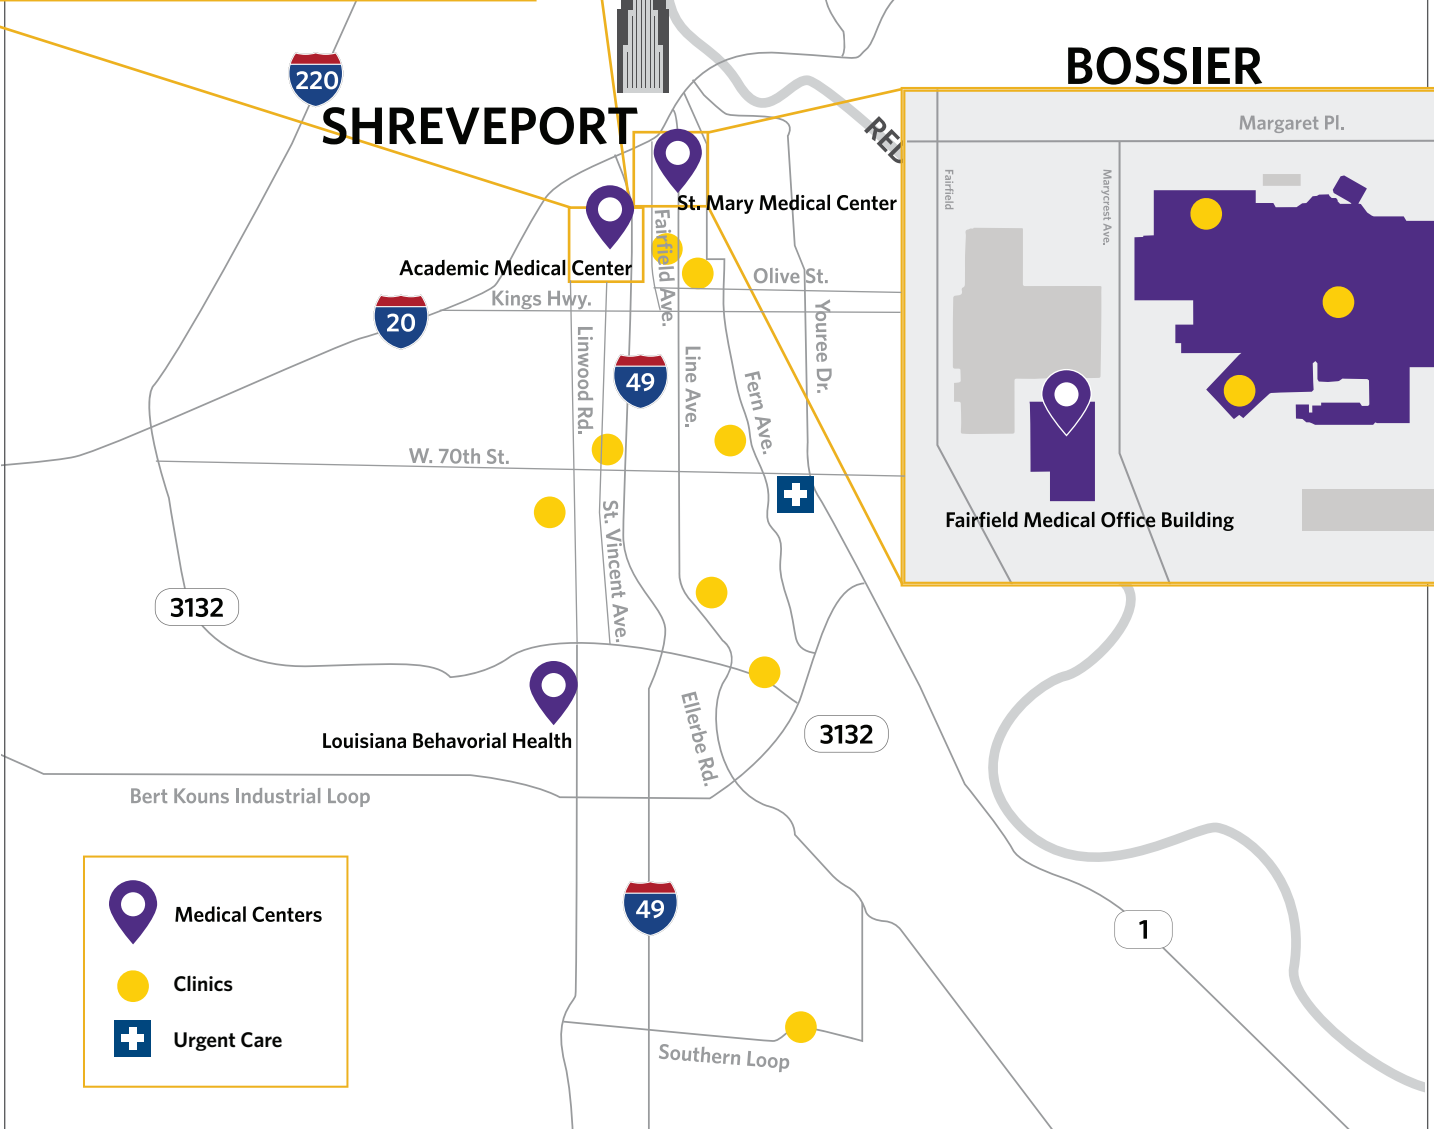 BOSSIER
220
SHREVEPORT
RED
Margaret Pl.
Fairfield
Marycrest Ave.
St. Mary Medical Center
Academic Medical Center
Fairfield Ave.
Olive St.
Kings Hwy.
20
Linwood Rd.
49
Line Ave.
Fern Ave.
Youree Dr.
W. 70th St.
St. Vincent Ave.
Fairfield Medical Office Building
3132
Louisiana Behavorial Health
Ellerbe Rd.
3132
Bert Kouns Industrial Loop
49
1
Southern Loop
Medical Centers
Clinics
Urgent Care